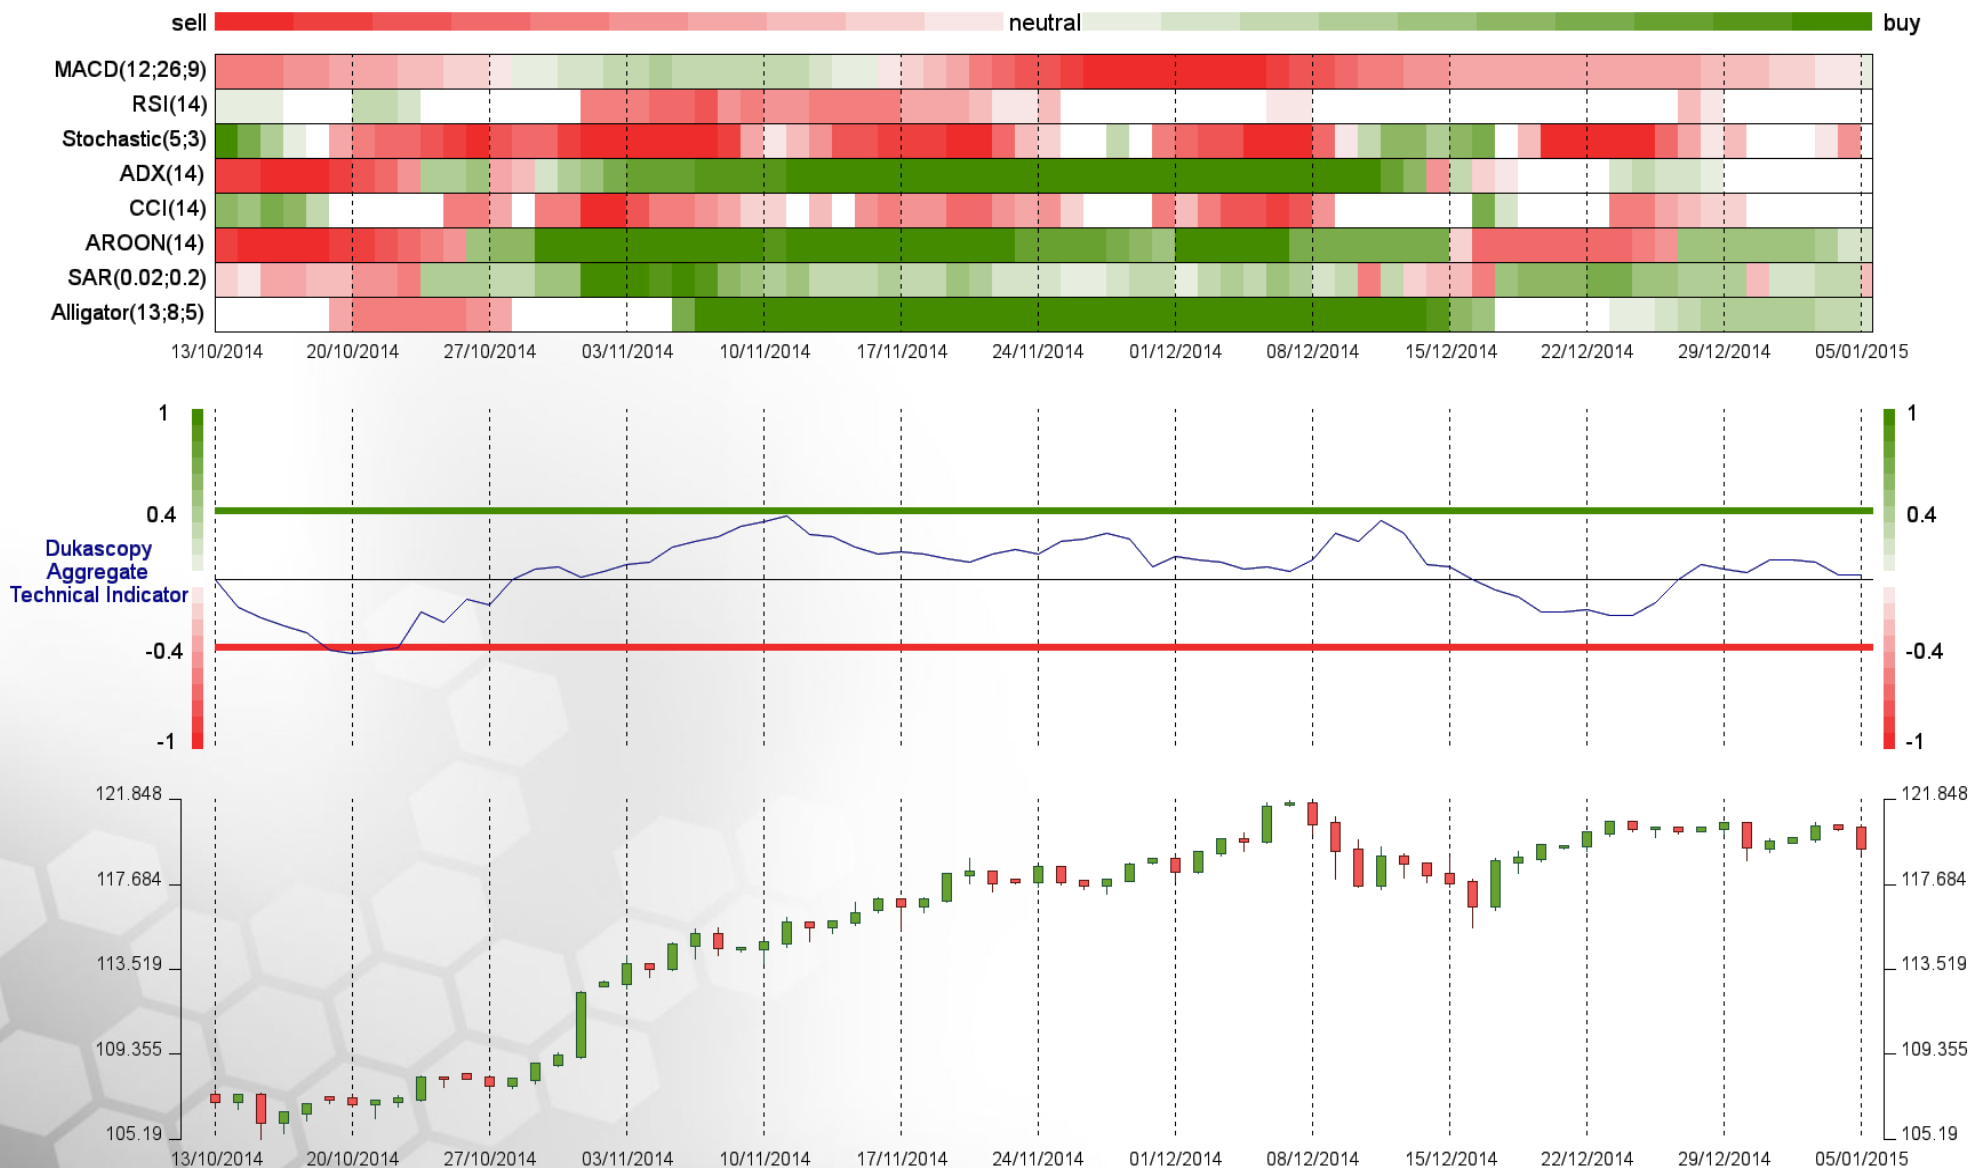 sell neutral buy
MACD(12;26;9)
RSI(14)
Stochastic(5;3)
ADX(14)
CCI(14)
AROON(14)
SAR(0.02;0.2)
Alligator(13;8;5)
13/10/2014 20/10/2014 27/10/2014 03/11/2014 10/11/2014 17/11/2014 24/11/2014 01/12/2014 08/12/2014 15/12/2014 22/12/2014 29/12/2014 05/01/2015
1 1
0.4 0.4
Dukascopy
Aggregate
Technical Indicator
-0.4 -0.4
-1 -1
121.848 121.848
117.684 117.684
113.519 113.519
109.355 109.355
105.19 105.19
13/10/2014 20/10/2014 27/10/2014 03/11/2014 10/11/2014 17/11/2014 24/11/2014 01/12/2014 08/12/2014 15/12/2014 22/12/2014 29/12/2014 05/01/2015